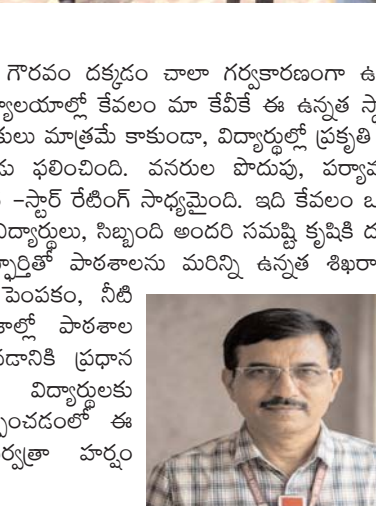 గౌరవం దక్కడం చాలా గర్వకారణంగా ఉ
్యాలయాల్లో కేవలం మా కేవీకే ఈ ఉన్నత స్థా
కులు మాత్రమే కాకుండా, విద్యార్థుల్లో ప్రకృతి
డు ఫలించింది. వనరుల పొదుపు, పర్యావ
–స్టార్ రేటింగ్ సాధ్యమైంది. ఇది కేవలం ఒ
విద్యార్థులు, సిబ్బంది అందరి సమష్టి కృషికి ద
్ఫూర్తితో పాఠశాలను మరిన్ని ఉన్నత శిఖరా
పెంపకం, నీటి
శాల్లో పాఠశాల
వడానికి ప్రధాన
విద్యార్థులకు
్పించడంలో ఈ
ర్వత్రా హర్షం